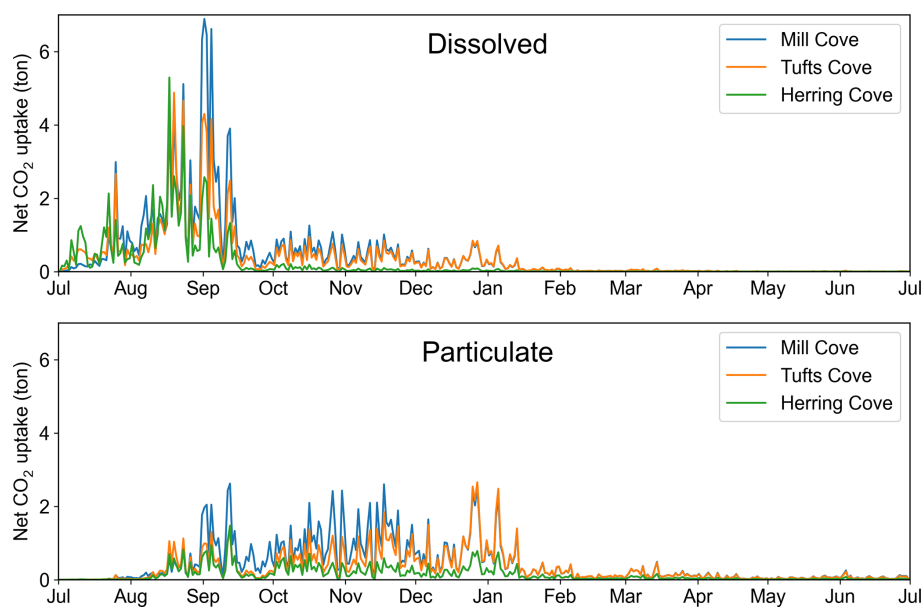 Dissolved
Mill Cove
Tufts Cove
Herring Cove
Net CO₂ uptake (ton)
6
4
2
0
Jul Aug Sep Oct Nov Dec Jan Feb Mar Apr May Jun Jul
Particulate
Mill Cove
Tufts Cove
Herring Cove
Net CO₂ uptake (ton)
6
4
2
0
Jul Aug Sep Oct Nov Dec Jan Feb Mar Apr May Jun Jul